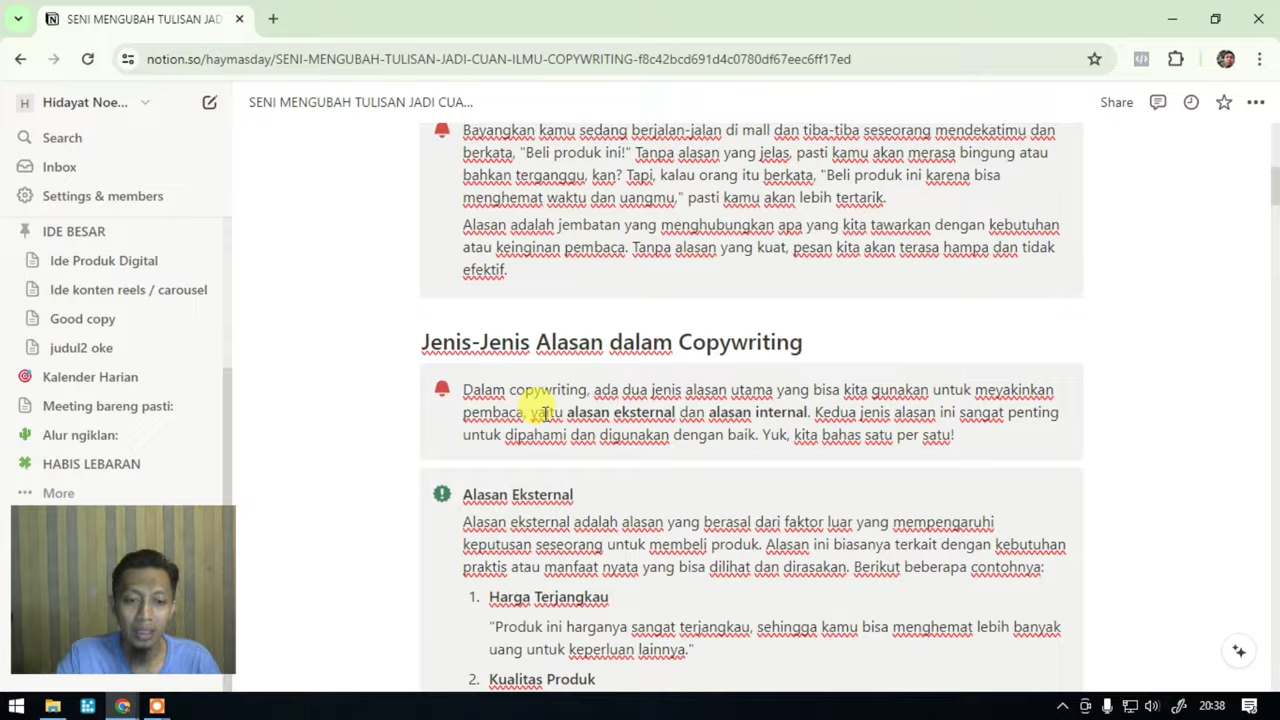 SENI MENGUBAH TULISAN JAD
notion.so/haymasday/SENI-MENGUBAH-TULISAN-JADI-CUAN-ILMU-COPYWRITING-f8c42bcd691d4c0780df67eec6ff17ed
H Hidayat Noe...
SENI MENGUBAH TULISAN JADI CUA...
Share
Search
Inbox
Settings & members
IDE BESAR
Ide Produk Digital
Ide konten reels / carousel
Good copy
judul2 oke
Kalender Harian
Meeting bareng pasti:
Alur ngiklan:
HABIS LEBARAN
More
Bayangkan kamu sedang berjalan-jalan di mall dan tiba-tiba seseorang mendekatimu dan
berkata, "Beli produk ini!" Tanpa alasan yang jelas, pasti kamu akan merasa bingung atau
bahkan terganggu, kan? Tapi, kalau orang itu berkata, "Beli produk ini karena bisa
menghemat waktu dan uangmu," pasti kamu akan lebih tertarik.
Alasan adalah jembatan yang menghubungkan apa yang kita tawarkan dengan kebutuhan
atau keinginan pembaca. Tanpa alasan yang kuat, pesan kita akan terasa hampa dan tidak
efektif.
Jenis-Jenis Alasan dalam Copywriting
Dalam copywriting, ada dua jenis alasan utama yang bisa kita gunakan untuk meyakinkan
pembaca, yaitu alasan eksternal dan alasan internal. Kedua jenis alasan ini sangat penting
untuk dipahami dan digunakan dengan baik. Yuk, kita bahas satu per satu!
Alasan Eksternal
Alasan eksternal adalah alasan yang berasal dari faktor luar yang mempengaruhi
keputusan seseorang untuk membeli produk. Alasan ini biasanya terkait dengan kebutuhan
praktis atau manfaat nyata yang bisa dilihat dan dirasakan. Berikut beberapa contohnya:
1. Harga Terjangkau
"Produk ini harganya sangat terjangkau, sehingga kamu bisa menghemat lebih banyak
uang untuk keperluan lainnya."
2. Kualitas Produk
20:38